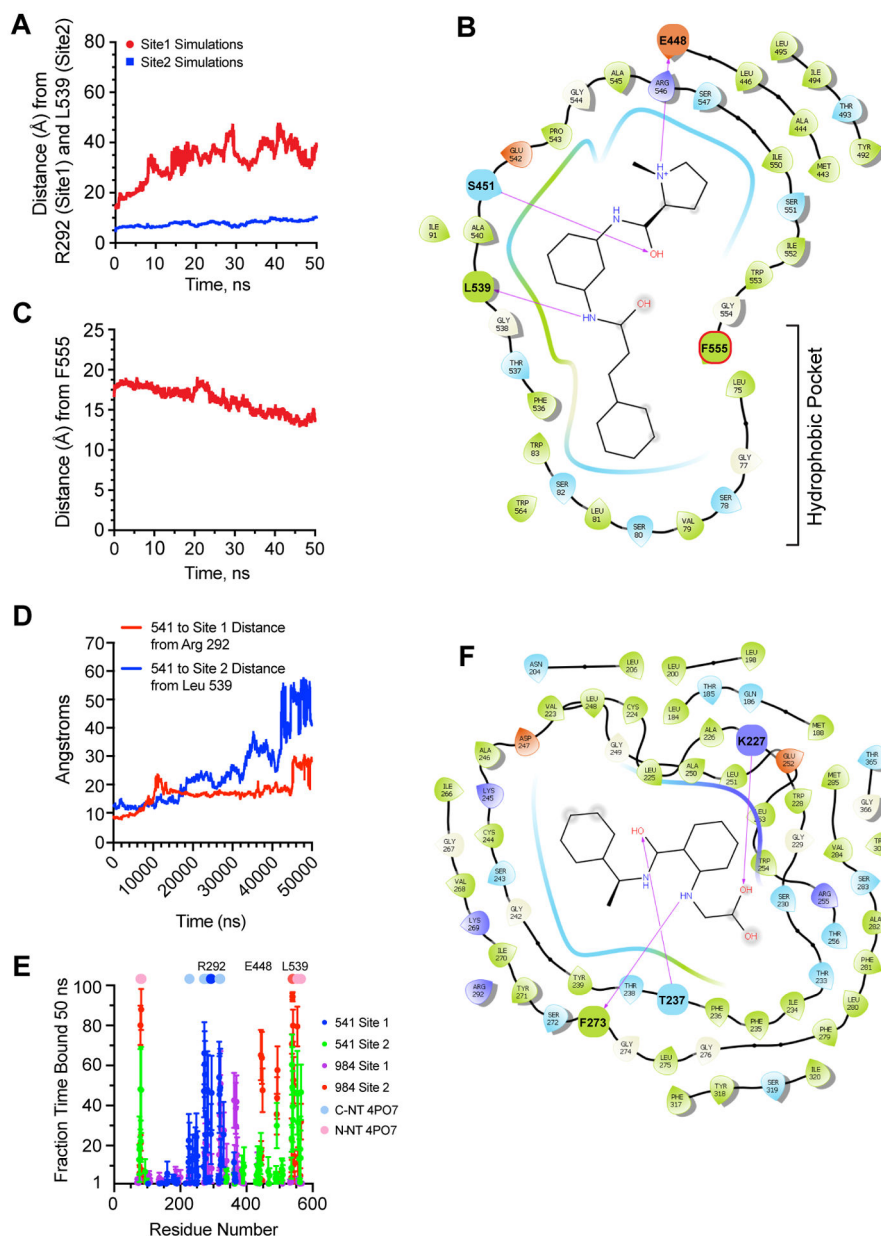 A
80
60
40
20
0
Site1 Simulations
Site2 Simulations
Distance (Å) from
R292 (Site1) and L539 (Site2)
0 10 20 30 40 50
Time, ns
B
E448
LEU 495
ILE 494
THR 493
TYR 492
LEU 446
ALA 444
MET 443
ALA 545
ARG 546
SER 547
GLY 544
PRO 543
GLU 542
ILE 550
SER 551
ILE 552
TRP 553
GLY 554
F555
S451
ILE 91
ALA 540
L539
GLY 538
THR 537
PHE 536
H
N+
H
N
OH
OH
HN
LEU 75
GLY 77
SER 78
VAL 79
SER 80
LEU 81
SER 82
TRP 83
TRP 564
Hydrophobic Pocket
C
25
20
15
10
5
0
Distance (Å) from F555
0 10 20 30 40 50
Time, ns
D
541 to Site 1 Distance
from Arg 292
541 to Site 2 Distance
from Leu 539
70
60
50
40
30
20
10
0
Angstroms
0 10000 20000 30000 40000 50000
Time (ns)
E
R292 E448 L539
100
80
60
40
20
1
Fraction Time Bound 50 ns
0 200 400 600
Residue Number
541 Site 1
541 Site 2
984 Site 1
984 Site 2
C-NT 4PO7
N-NT 4PO7
F
ASN 204
LEU 206
LEU 200
LEU 198
THR 185
GLN 186
LEU 184
MET 188
VAL 223
LEU 248
CYS 224
ALA 226
K227
ASP 247
GLY 249
LEU 225
ALA 250
LEU 251
GLU 252
THR 365
GLY 366
ALA 246
LYS 245
ILE 266
GLY 267
CYS 244
VAL 268
SER 243
LYS 269
GLY 242
ILE 270
ARG 292
TYR 271
SER 272
F273
TYR 239
THR 238
T237
PHE 236
PHE 235
ILE 234
THR 233
TRP 228
GLY 229
TRP 254
SER 230
ARG 255
THR 256
MET 285
VAL 284
SER 283
ALA 282
PHE 281
LEU 280
PHE 279
GLY 274
LEU 275
GLY 276
PHE 317
TYR 318
SER 319
ILE 320
HO
N
H
HN
OH
OH